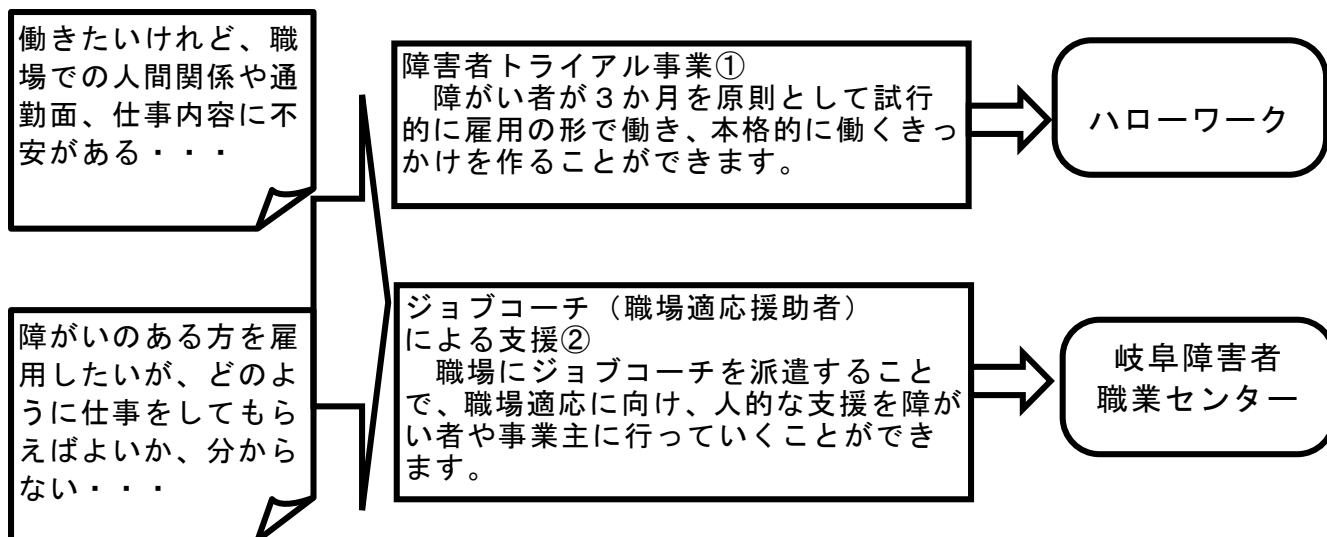 働きたいけれど、職
場での人間関係や通
勤面、仕事内容に不
安がある・・・
障がいのある方を雇
用したいが、どのよ
うに仕事をしてもら
えばよいか、分から
ない・・・
障害者トライアル事業①
　障がい者が３か月を原則として試行
的に雇用の形で働き、本格的に働くきっ
かけを作ることができます。
ハローワーク
ジョブコーチ（職場適応援助者）
による支援②
　職場にジョブコーチを派遣すること
で、職場適応に向け、人的な支援を障が
い者や事業主に行っていくことができ
ます。
岐阜障害者
職業センター